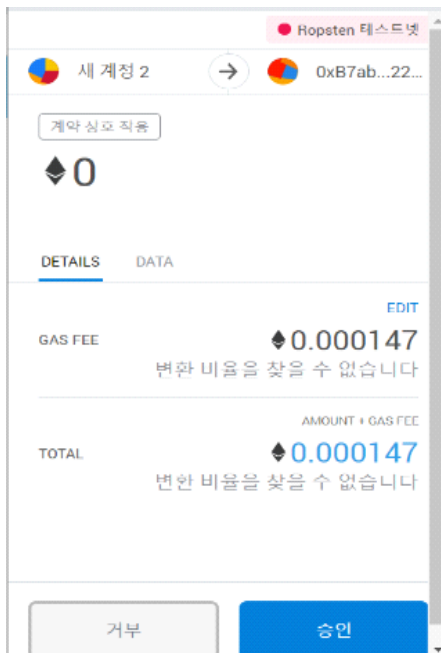 Ropsten 테스트넷
새 계정 2
0xB7ab...22...
계약 상호 작용
0
DETAILS DATA
EDIT
GAS FEE 0.000147
변환 비율을 찾을 수 없습니다
AMOUNT + GAS FEE
TOTAL 0.000147
변환 비율을 찾을 수 없습니다
거부 승인